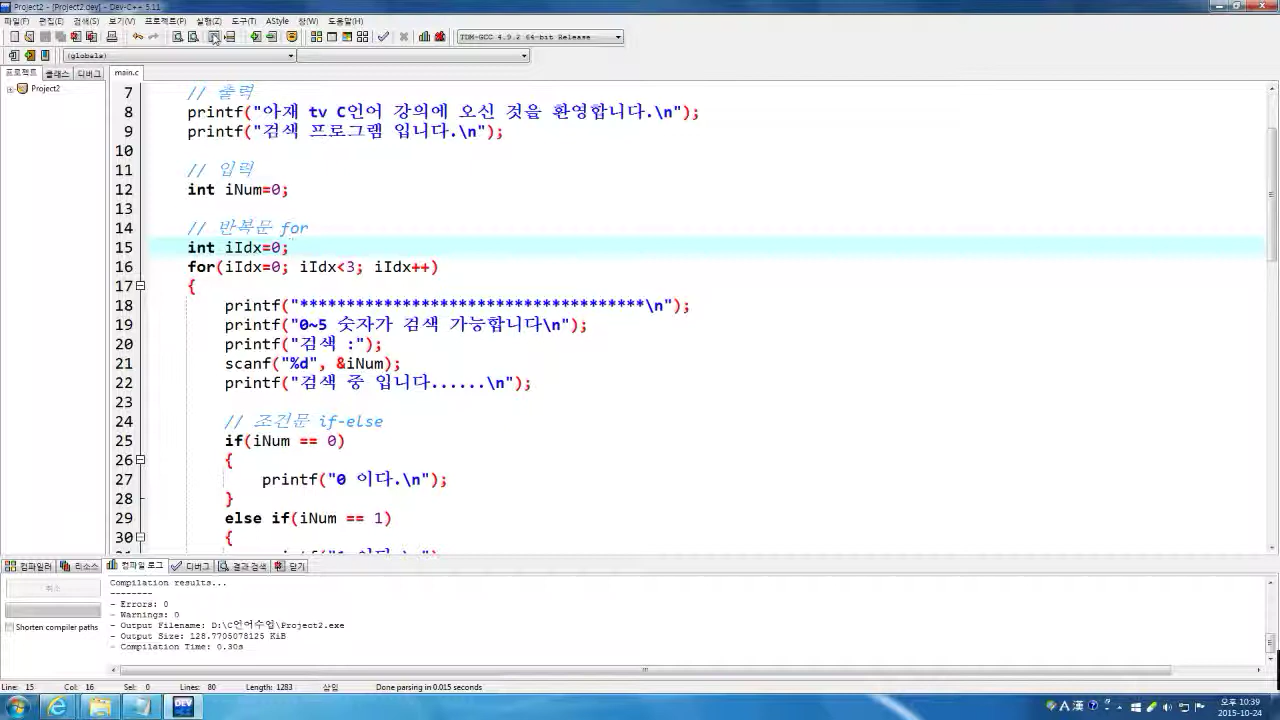 Project2 - [Project2.dev] - Dev-C++ 5.11
파일(F) 편집(E) 검색(S) 보기(V) 프로젝트(P) 실행(Z) 도구(T) AStyle 창(W) 도움말(H)
TDM-GCC 4.9.2 64-bit Release
(globals)
프로젝트 클래스 디버그 main.c
Project2
7 // 출력
8 printf("아재 tv C언어 강의에 오신 것을 환영합니다.\n");
9 printf("검색 프로그램 입니다.\n");
10
11 // 입력
12 int iNum=0;
13
14 // 반복문 for
15 int iIdx=0;
16 for(iIdx=0; iIdx<3; iIdx++)
17 {
18 printf("*************************************\n");
19 printf("0~5 숫자가 검색 가능합니다\n");
20 printf("검색 :");
21 scanf("%d", &iNum);
22 printf("검색 중 입니다......\n");
23
24 // 조건문 if-else
25 if(iNum == 0)
26 {
27 printf("0 이다.\n");
28 }
29 else if(iNum == 1)
30 {
컴파일러 리소스 컴파일 로그 디버그 결과 검색 닫기
취소
Shorten compiler paths
Compilation results...
--------
- Errors: 0
- Warnings: 0
- Output Filename: D:\C언어수업\Project2.exe
- Output Size: 128.7705078125 KiB
- Compilation Time: 0.30s
Line: 15 Col: 16 Sel: 0 Lines: 80 Length: 1283 삽입 Done parsing in 0.015 seconds
DEV
A 漢
오후 10:39
2015-10-24